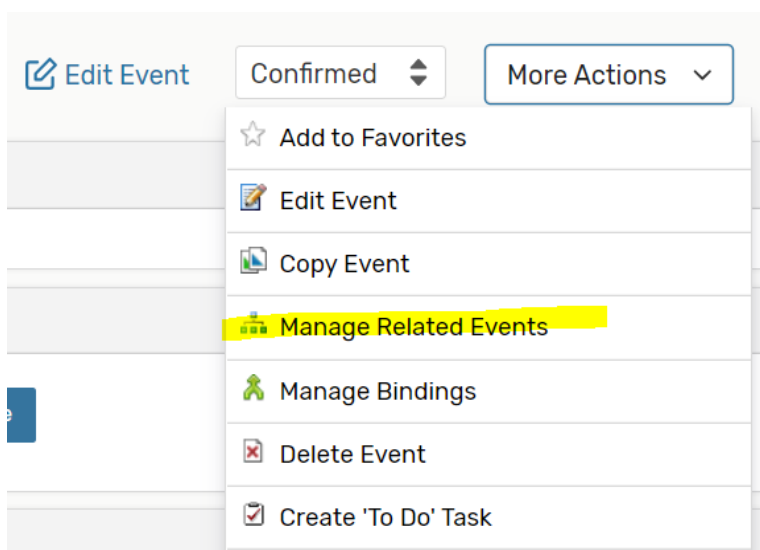 Edit Event
Confirmed
More Actions
Add to Favorites
Edit Event
Copy Event
Manage Related Events
Manage Bindings
Delete Event
Create 'To Do' Task